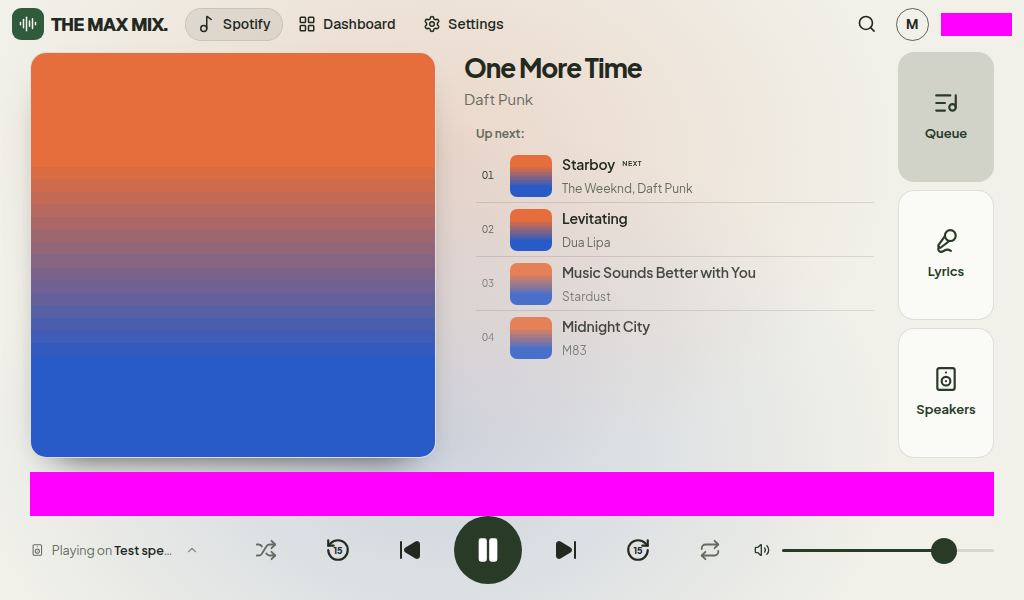 THE MAX MIX.
Spotify
Dashboard
Settings
M
One More Time
Daft Punk
Up next:
01
Starboy NEXT
The Weeknd, Daft Punk
02
Levitating
Dua Lipa
03
Music Sounds Better with You
Stardust
04
Midnight City
M83
Queue
Lyrics
Speakers
Playing on Test spe...
15
15